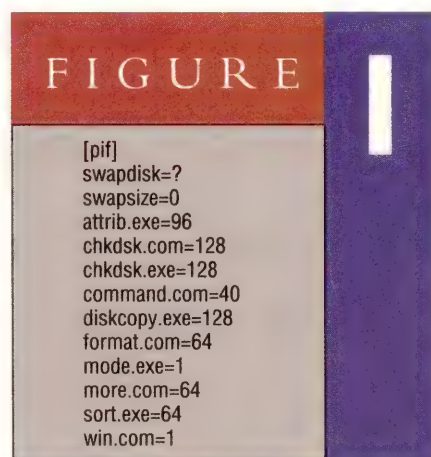 FIGURE 1
[pif]
swapdisk=?
swapsize=0
attrib.exe=96
chkdsk.com=128
chkdsk.exe=128
command.com=40
diskcopy.exe=128
format.com=64
mode.exe=1
more.com=64
sort.exe=64
win.com=1